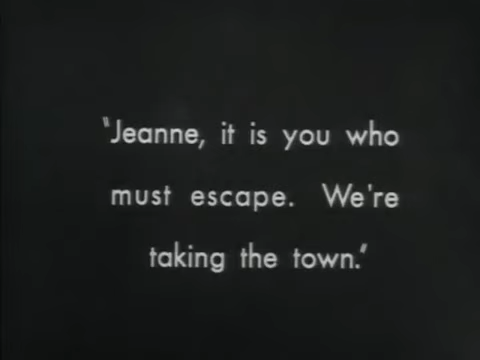 "Jeanne, it is you who
must escape. We're
taking the town."